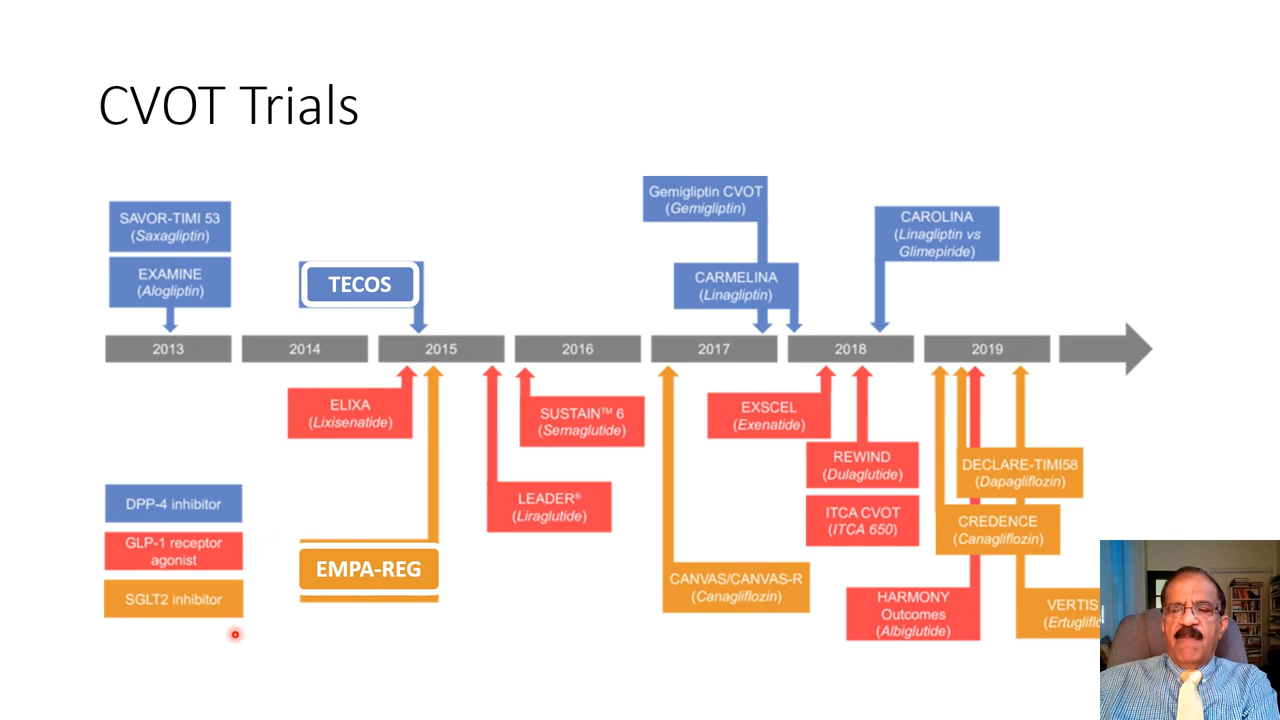 CVOT Trials
SAVOR-TIMI 53
(Saxagliptin)
EXAMINE
(Alogliptin)
TECOS
Gemigliptin CVOT
(Gemigliptin)
CARMELINA
(Linagliptin)
CAROLINA
(Linagliptin vs
Glimepiride)
2013
2014
2015
2016
2017
2018
2019
ELIXA
(Lixisenatide)
SUSTAIN™ 6
(Semaglutide)
LEADER®
(Liraglutide)
EXSCEL
(Exenatide)
REWIND
(Dulaglutide)
ITCA CVOT
(ITCA 650)
DECLARE-TIMI58
(Dapagliflozin)
CREDENCE
(Canagliflozin)
EMPA-REG
CANVAS/CANVAS-R
(Canagliflozin)
HARMONY
Outcomes
(Albiglutide)
VERTIS
DPP-4 inhibitor
GLP-1 receptor
agonist
SGLT2 inhibitor